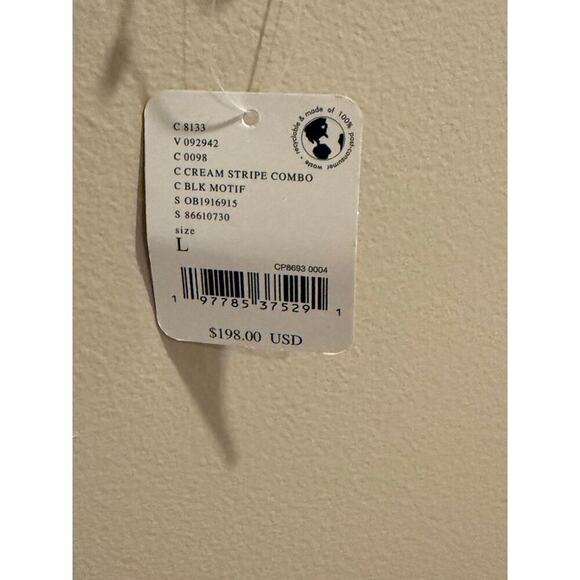 C 8133
V 092942
C 0098
C CREAM STRIPE COMBO
C BLK MOTIF
S OB1916915
S 86610730
size
L
recyclable & made of 100% post-consumer waste •
CP8693 0004
1 97785 37529 1
$198.00 USD